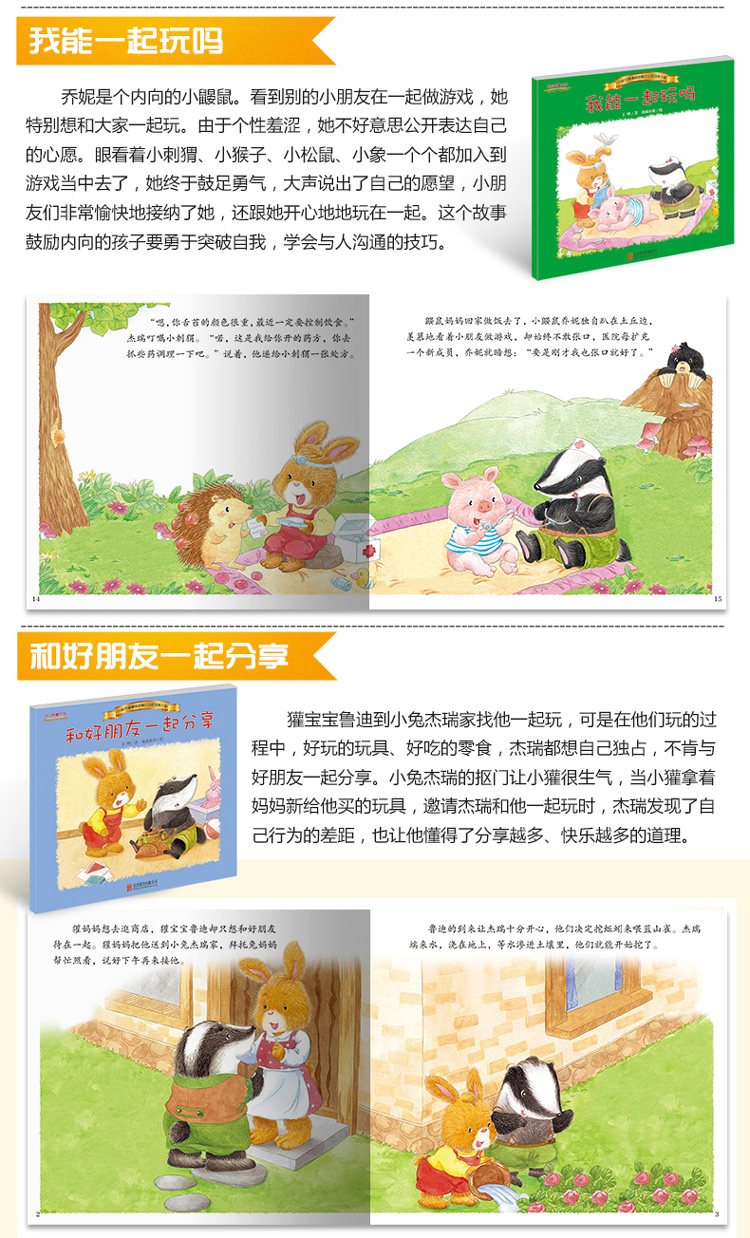 我能一起玩吗
乔妮是个内向的小鼹鼠。看到别的小朋友在一起做游戏，她
特别想和大家一起玩。由于个性羞涩，她不好意思公开表达自己
的心愿。眼看着小刺猬、小猴子、小松鼠、小象一个个都加入到
游戏当中去了，她终于鼓足勇气，大声说出了自己的愿望，小朋
友们非常愉快地接纳了她，还跟她开心地地玩在一起。这个故事
鼓励内向的孩子要勇于突破自我，学会与人沟通的技巧。
我能一起玩吗
“嗯，你舌苔的颜色很重，最近一定要控制饮食。”
杰瑞叮嘱小刺猬。“喏，这是我给你开的药方，你去
抓些药调理一下吧。”说着，他递给小刺猬一张处方。
鼹鼠妈妈回家做饭去了，小鼹鼠乔妮独自趴在土丘边，
羡慕地看着小朋友做游戏，却始终不敢张口，医院每扩充
一个新成员，乔妮就暗想：“要是刚才我也张口就好了。”
14
15
和好朋友一起分享
和好朋友一起分享
獾宝宝鲁迪到小兔杰瑞家找他一起玩，可是在他们玩的过
程中，好玩的玩具、好吃的零食，杰瑞都想自己独占，不肯与
好朋友一起分享。小兔杰瑞的抠门让小獾很生气，当小獾拿着
妈妈新给他买的玩具，邀请杰瑞和他一起玩时，杰瑞发现了自
己行为的差距，也让他懂得了分享越多、快乐越多的道理。
獾妈妈想去逛商店，獾宝宝鲁迪却只想和好朋友
待在一起。獾妈妈把他送到小兔杰瑞家，拜托兔妈妈
帮忙照看，说好下午再来接他。
鲁迪的到来让杰瑞十分开心，他们决定挖蚯蚓来喂蓝山雀。杰瑞
端来水，浇在地上，等水渗进土壤里，他们就能开始挖了。
2
3